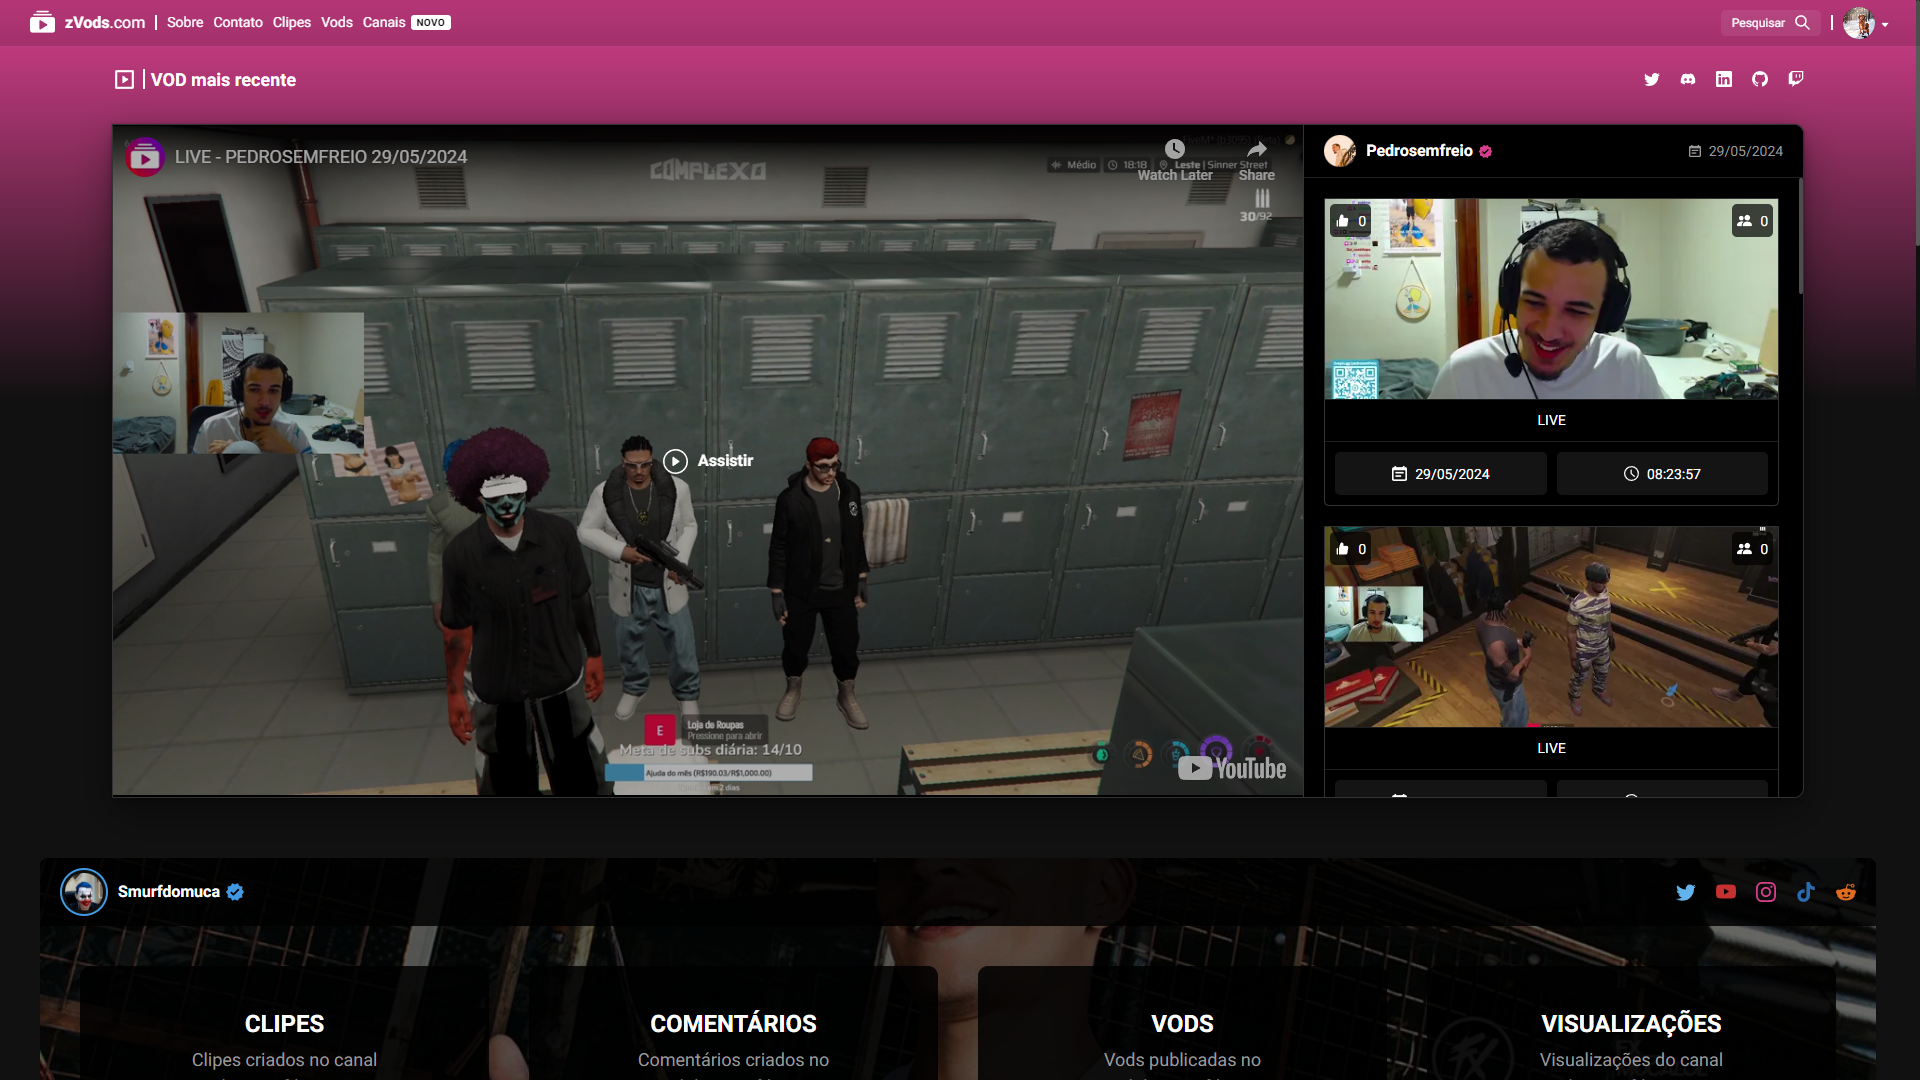 zVods.com
Sobre Contato Clipes Vods Canais NOVO
Pesquisar
VOD mais recente
LIVE - PEDROSEMFREIO 29/05/2024
COMPLEXO
Médio 18:18 Leste | Sinner Street
Watch Later Share
30/92
Assistir
E
Loja de Roupas
Pressione para abrir
Meta de subs diária: 14/10
Ajuda do mês (R$190.03/R$1,000.00)
YouTube
Pedrosemfreio
29/05/2024
0
0
LIVE
29/05/2024
08:23:57
0
0
LIVE
Smurfdomuca
CLIPES
Clipes criados no canal
COMENTÁRIOS
Comentários criados no
VODS
Vods publicadas no
VISUALIZAÇÕES
Visualizações do canal